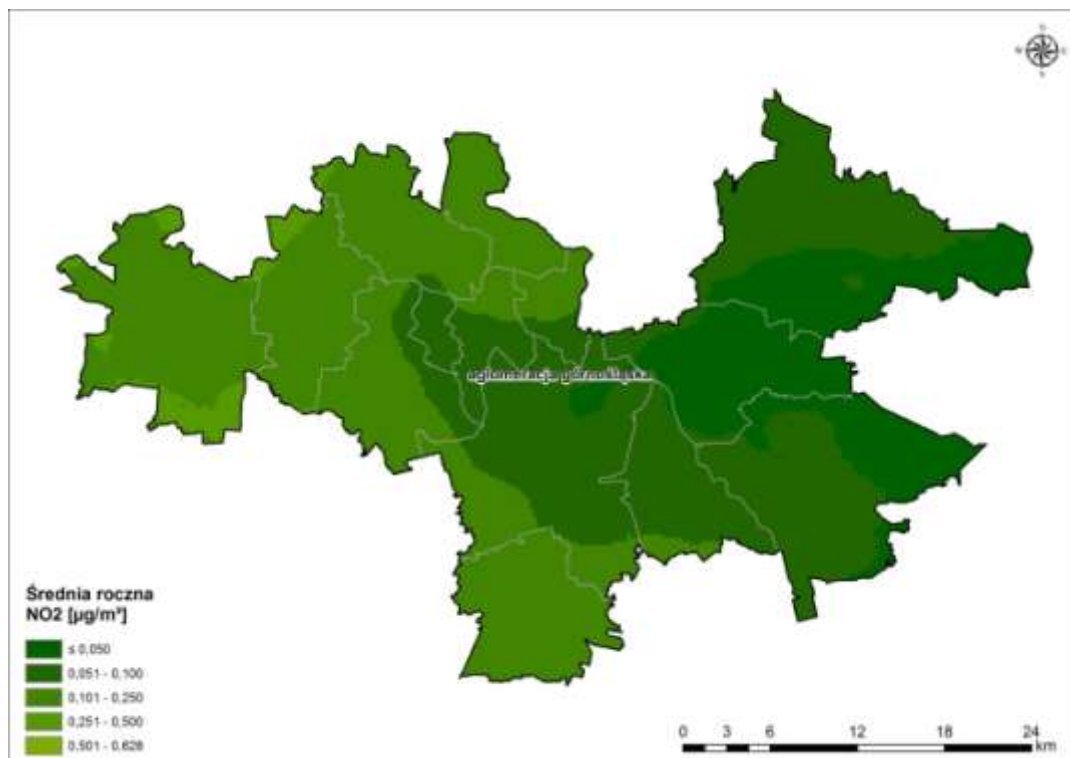 N
S
aglomeracja górnośląska
Średnia roczna
NO2 [µg/m³]
≤ 0,050
0,051 - 0,100
0,101 - 0,250
0,251 - 0,500
0,501 - 0,628
0 3 6 12 18 24
km